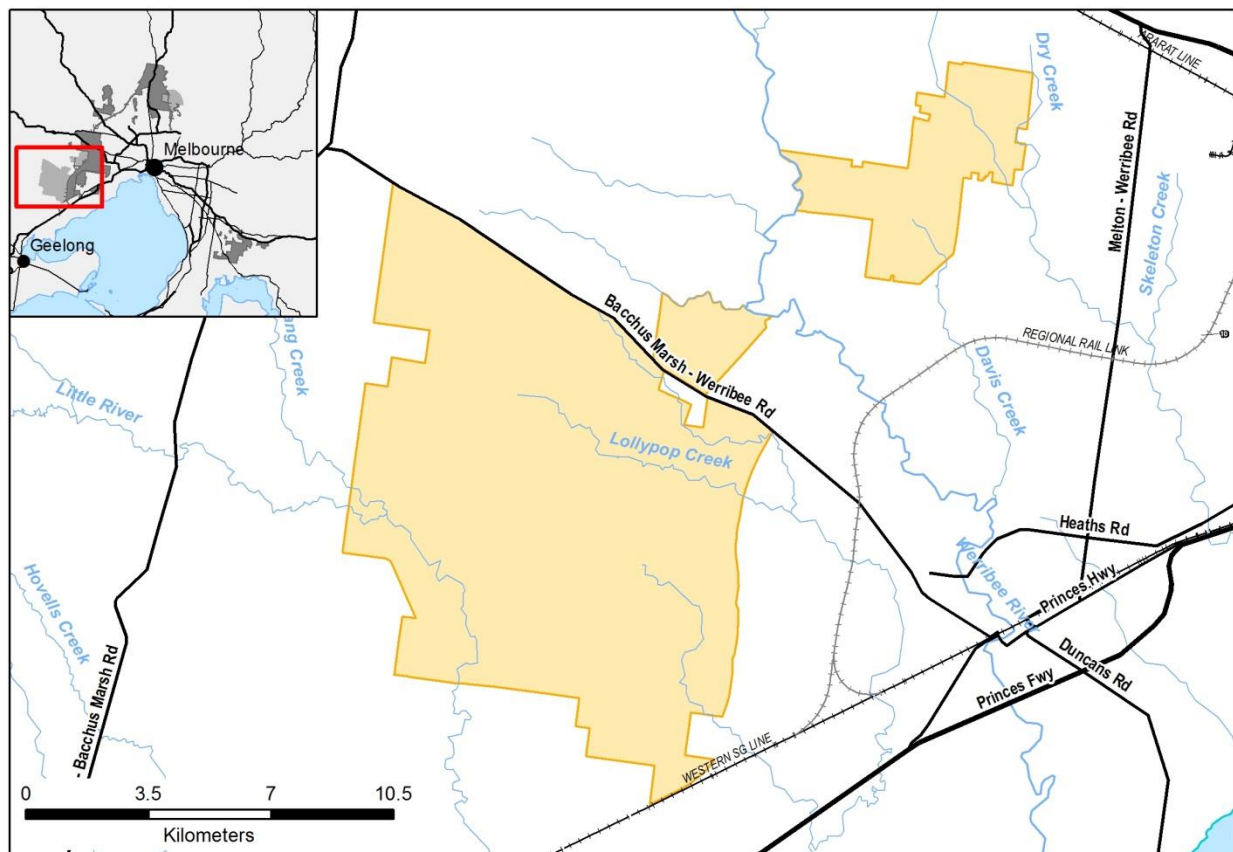 Melbourne
Geelong
Dry Creek
ARARAT LINE
Melton - Werribee Rd
Skeleton Creek
REGIONAL RAIL LINK
Bacchus Marsh - Werribee Rd
ang Creek
Little River
Davis Creek
Lollypop Creek
Heaths Rd
Hovells Creek
Werribee River
Princes Hwy
Duncans Rd
- Bacchus Marsh Rd
Princes Fwy
WESTERN SG LINE
0 3.5 7 10.5
Kilometers